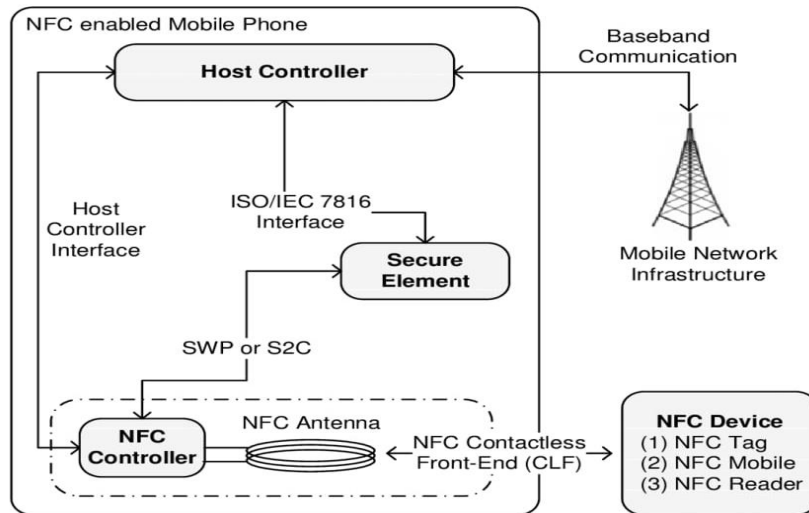 NFC enabled Mobile Phone
Host Controller
Baseband
Communication
Host
Controller
Interface
ISO/IEC 7816
Interface
Secure
Element
Mobile Network
Infrastructure
SWP or S2C
NFC
Controller
NFC Antenna
NFC Contactless
Front-End (CLF)
NFC Device
(1) NFC Tag
(2) NFC Mobile
(3) NFC Reader